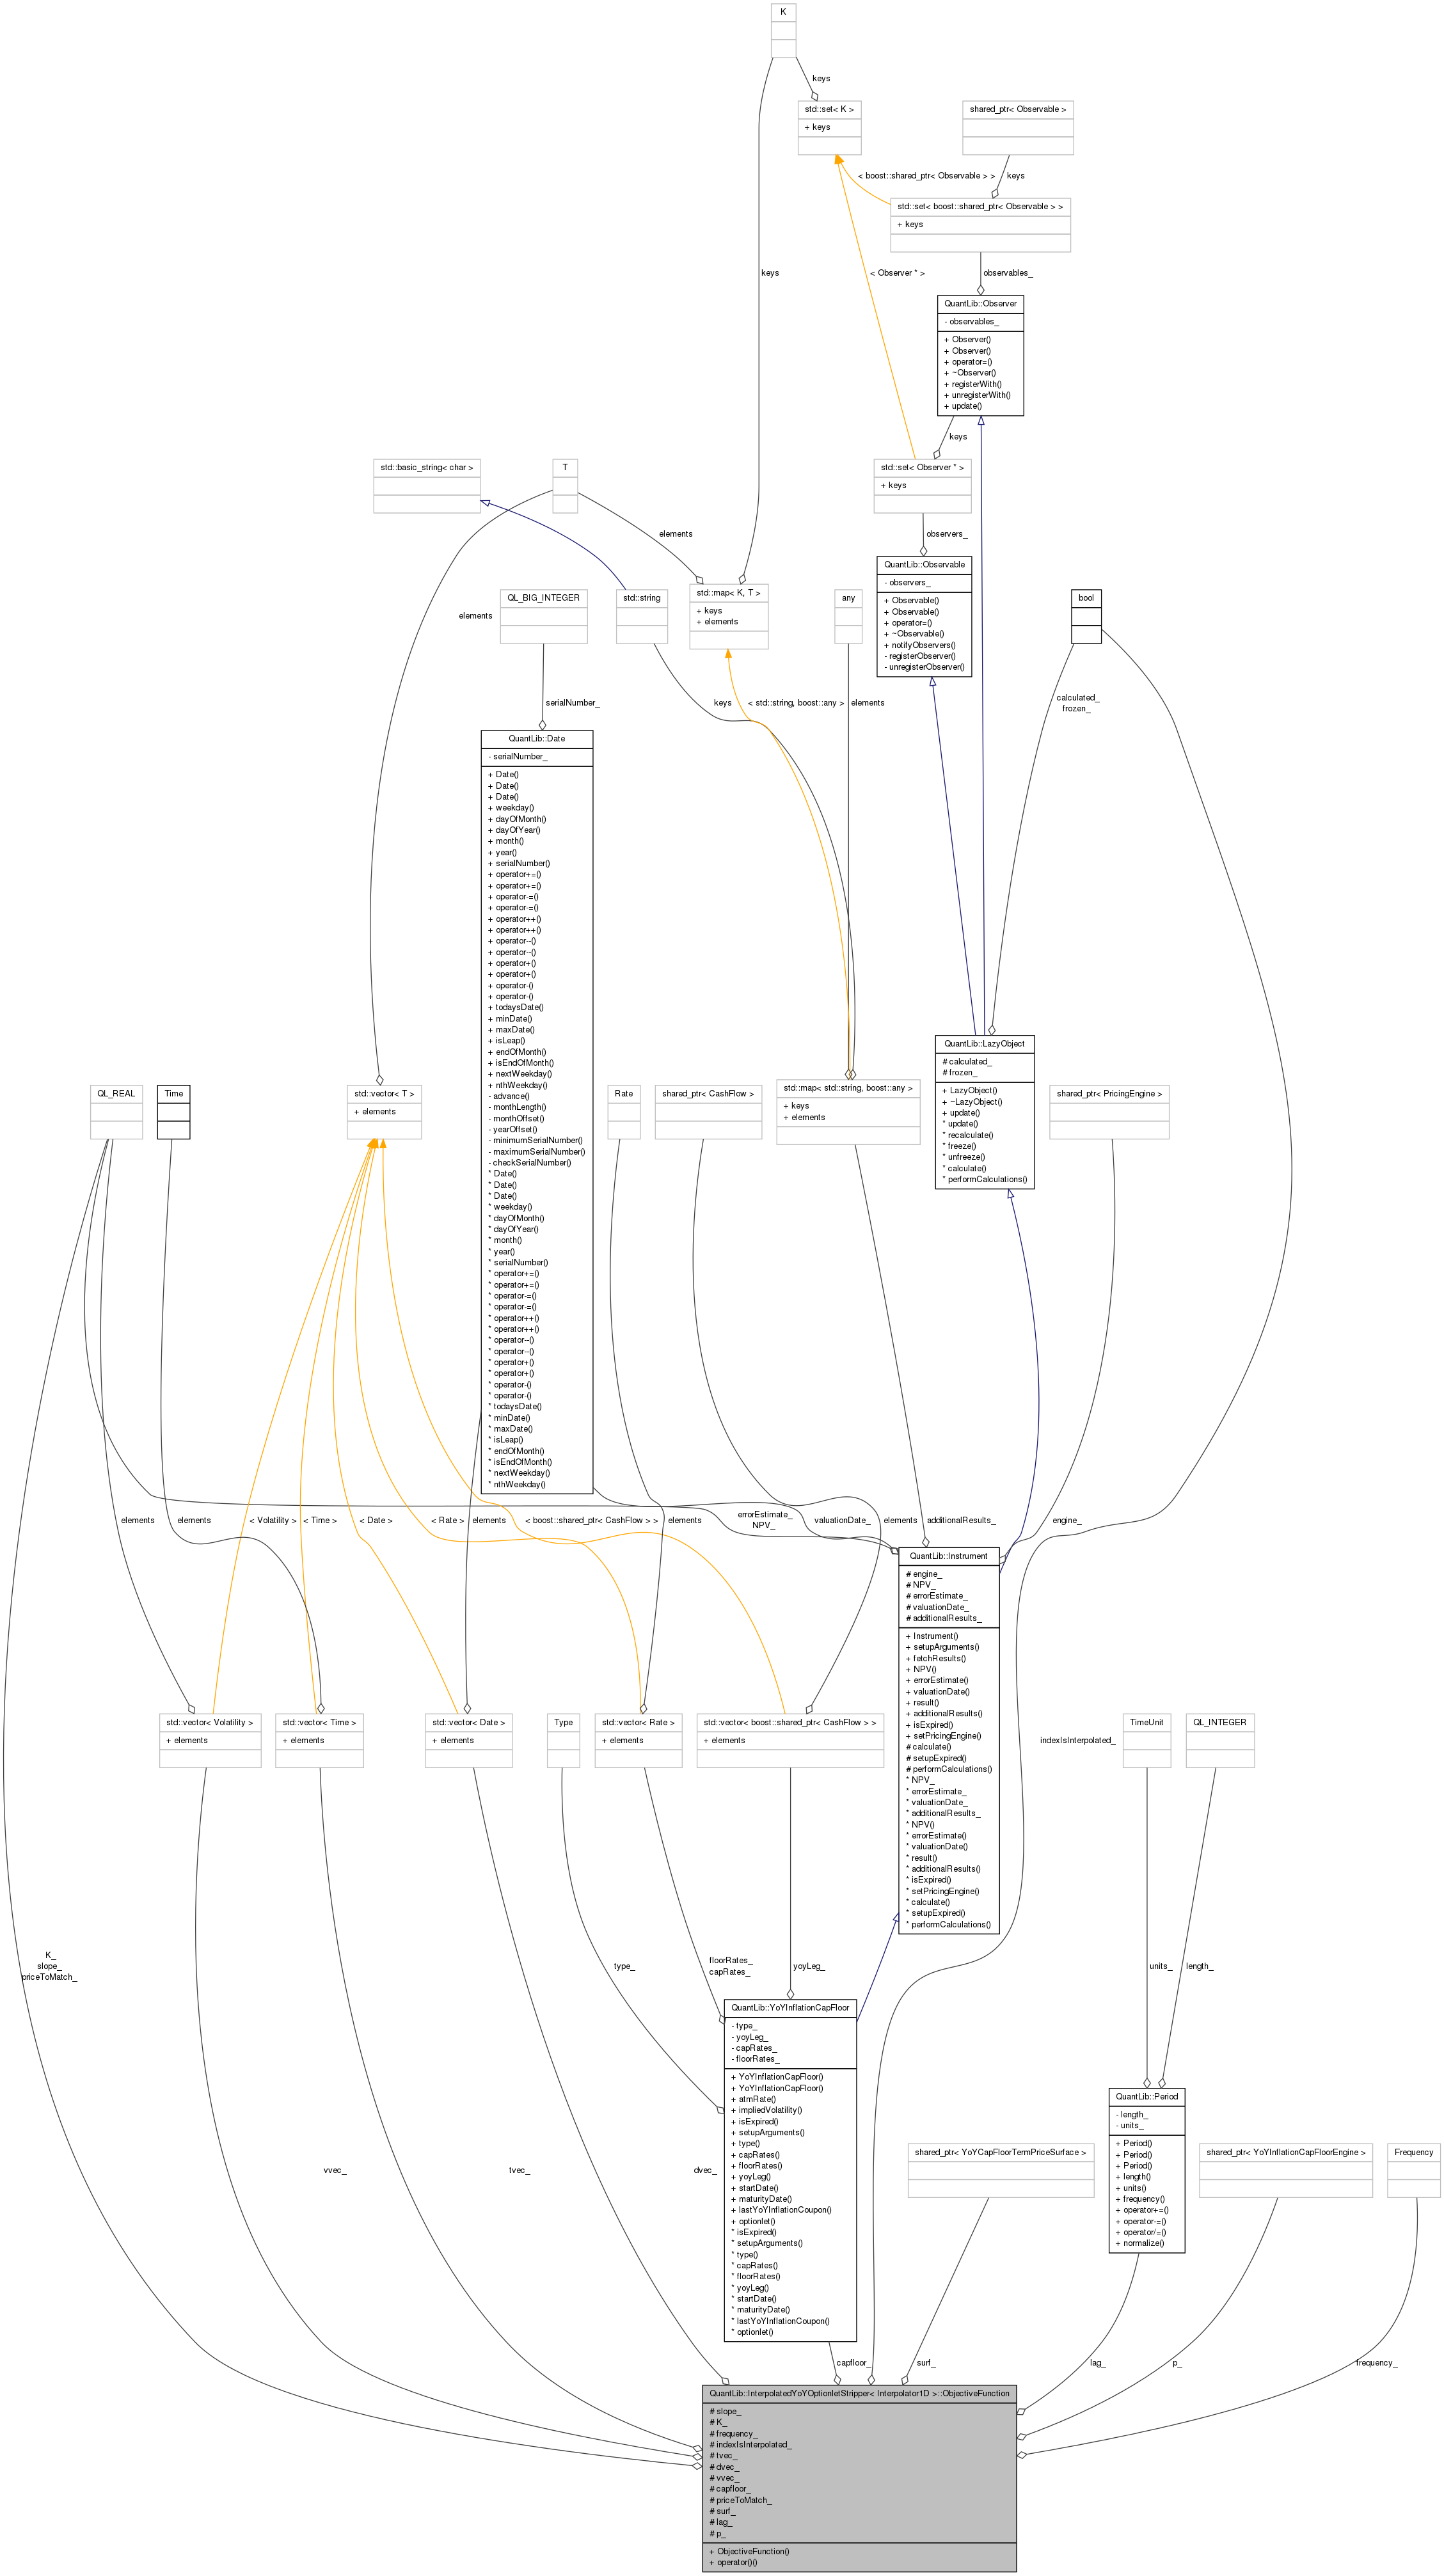 K
keys
std::set< K >
+ keys
shared_ptr< Observable >
< boost::shared_ptr< Observable > >
keys
std::set< boost::shared_ptr< Observable > >
+ keys
keys
< Observer * >
observables_
QuantLib::Observer
- observables_
+ Observer()
+ Observer()
+ operator=()
+ ~Observer()
+ registerWith()
+ unregisterWith()
+ update()
keys
std::basic_string< char >
T
std::set< Observer * >
+ keys
elements
observers_
QuantLib::Observable
- observers_
+ Observable()
+ Observable()
+ operator=()
+ ~Observable()
+ notifyObservers()
- registerObserver()
- unregisterObserver()
elements
QL_BIG_INTEGER
std::string
std::map< K, T >
+ keys
+ elements
any
bool
serialNumber_
keys
< std::string, boost::any >
elements
calculated_
frozen_
QuantLib::Date
- serialNumber_
+ Date()
+ Date()
+ Date()
+ weekday()
+ dayOfMonth()
+ dayOfYear()
+ month()
+ year()
+ serialNumber()
+ operator+=()
+ operator+=()
+ operator-=()
+ operator-=()
+ operator++()
+ operator++()
+ operator--()
+ operator--()
+ operator+()
+ operator+()
+ operator-()
+ operator-()
+ todaysDate()
+ minDate()
+ maxDate()
+ isLeap()
+ endOfMonth()
+ isEndOfMonth()
+ nextWeekday()
+ nthWeekday()
- advance()
- monthLength()
- monthOffset()
- yearOffset()
- minimumSerialNumber()
- maximumSerialNumber()
- checkSerialNumber()
* Date()
* Date()
* Date()
* weekday()
* dayOfMonth()
* dayOfYear()
* month()
* year()
* serialNumber()
* operator+=()
* operator+=()
* operator-=()
* operator-=()
* operator++()
* operator++()
* operator--()
* operator--()
* operator+()
* operator+()
* operator-()
* operator-()
* todaysDate()
* minDate()
* maxDate()
* isLeap()
* endOfMonth()
* isEndOfMonth()
* nextWeekday()
* nthWeekday()
QuantLib::LazyObject
# calculated_
# frozen_
+ LazyObject()
+ ~LazyObject()
+ update()
* update()
* recalculate()
* freeze()
* unfreeze()
* calculate()
* performCalculations()
QL_REAL
Time
std::vector< T >
+ elements
Rate
shared_ptr< CashFlow >
std::map< std::string, boost::any >
+ keys
+ elements
shared_ptr< PricingEngine >
elements
elements
< Volatility >
< Time >
< Date >
< Rate >
elements
< boost::shared_ptr< CashFlow > >
elements
errorEstimate_
NPV_
valuationDate_
elements
additionalResults_
engine_
QuantLib::Instrument
# engine_
# NPV_
# errorEstimate_
# valuationDate_
# additionalResults_
+ Instrument()
+ setupArguments()
+ fetchResults()
+ NPV()
+ errorEstimate()
+ valuationDate()
+ result()
+ additionalResults()
+ isExpired()
+ setPricingEngine()
# calculate()
# setupExpired()
# performCalculations()
* NPV_
* errorEstimate_
* valuationDate_
* additionalResults_
* NPV()
* errorEstimate()
* valuationDate()
* result()
* additionalResults()
* isExpired()
* setPricingEngine()
* calculate()
* setupExpired()
* performCalculations()
std::vector< Volatility >
+ elements
std::vector< Time >
+ elements
std::vector< Date >
+ elements
Type
std::vector< Rate >
+ elements
std::vector< boost::shared_ptr< CashFlow > >
+ elements
indexIsInterpolated_
TimeUnit
QL_INTEGER
K_
slope_
priceToMatch_
type_
floorRates_
capRates_
yoyLeg_
units_
length_
QuantLib::YoYInflationCapFloor
- type_
- yoyLeg_
- capRates_
- floorRates_
+ YoYInflationCapFloor()
+ YoYInflationCapFloor()
+ atmRate()
+ impliedVolatility()
+ isExpired()
+ setupArguments()
+ type()
+ capRates()
+ floorRates()
+ yoyLeg()
+ startDate()
+ maturityDate()
+ lastYoYInflationCoupon()
+ optionlet()
* isExpired()
* setupArguments()
* type()
* capRates()
* floorRates()
* yoyLeg()
* startDate()
* maturityDate()
* lastYoYInflationCoupon()
* optionlet()
QuantLib::Period
- length_
- units_
+ Period()
+ Period()
+ Period()
+ length()
+ units()
+ frequency()
+ operator+=()
+ operator-=()
+ operator/=()
+ normalize()
shared_ptr< YoYCapFloorTermPriceSurface >
shared_ptr< YoYInflationCapFloorEngine >
Frequency
vvec_
tvec_
dvec_
capfloor_
surf_
lag_
p_
frequency_
QuantLib::InterpolatedYoYOptionletStripper< Interpolator1D >::ObjectiveFunction
# slope_
# K_
# frequency_
# indexIsInterpolated_
# tvec_
# dvec_
# vvec_
# capfloor_
# priceToMatch_
# surf_
# lag_
# p_
+ ObjectiveFunction()
+ operator()()